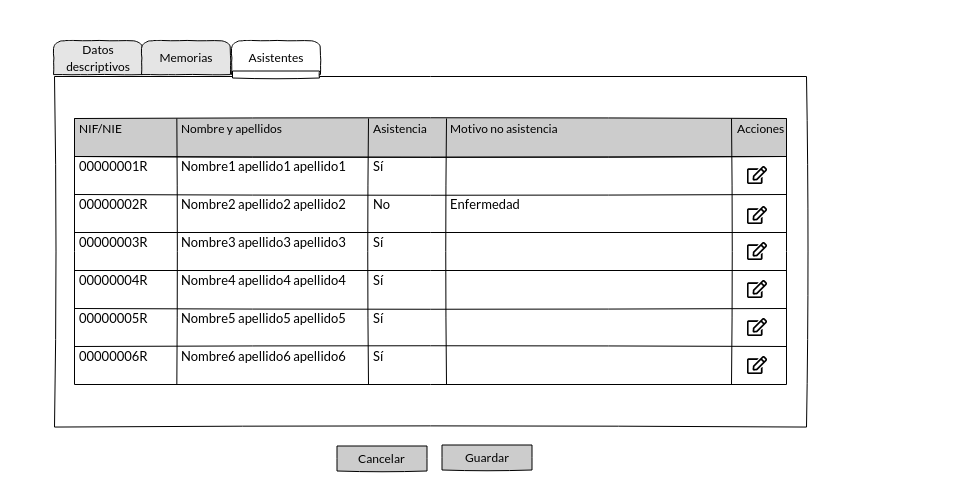 Datos
descriptivos
Memorias
Asistentes
NIF/NIE Nombre y apellidos Asistencia Motivo no asistencia Acciones
00000001R Nombre1 apellido1 apellido1 Sí
00000002R Nombre2 apellido2 apellido2 No Enfermedad
00000003R Nombre3 apellido3 apellido3 Sí
00000004R Nombre4 apellido4 apellido4 Sí
00000005R Nombre5 apellido5 apellido5 Sí
00000006R Nombre6 apellido6 apellido6 Sí
Cancelar Guardar